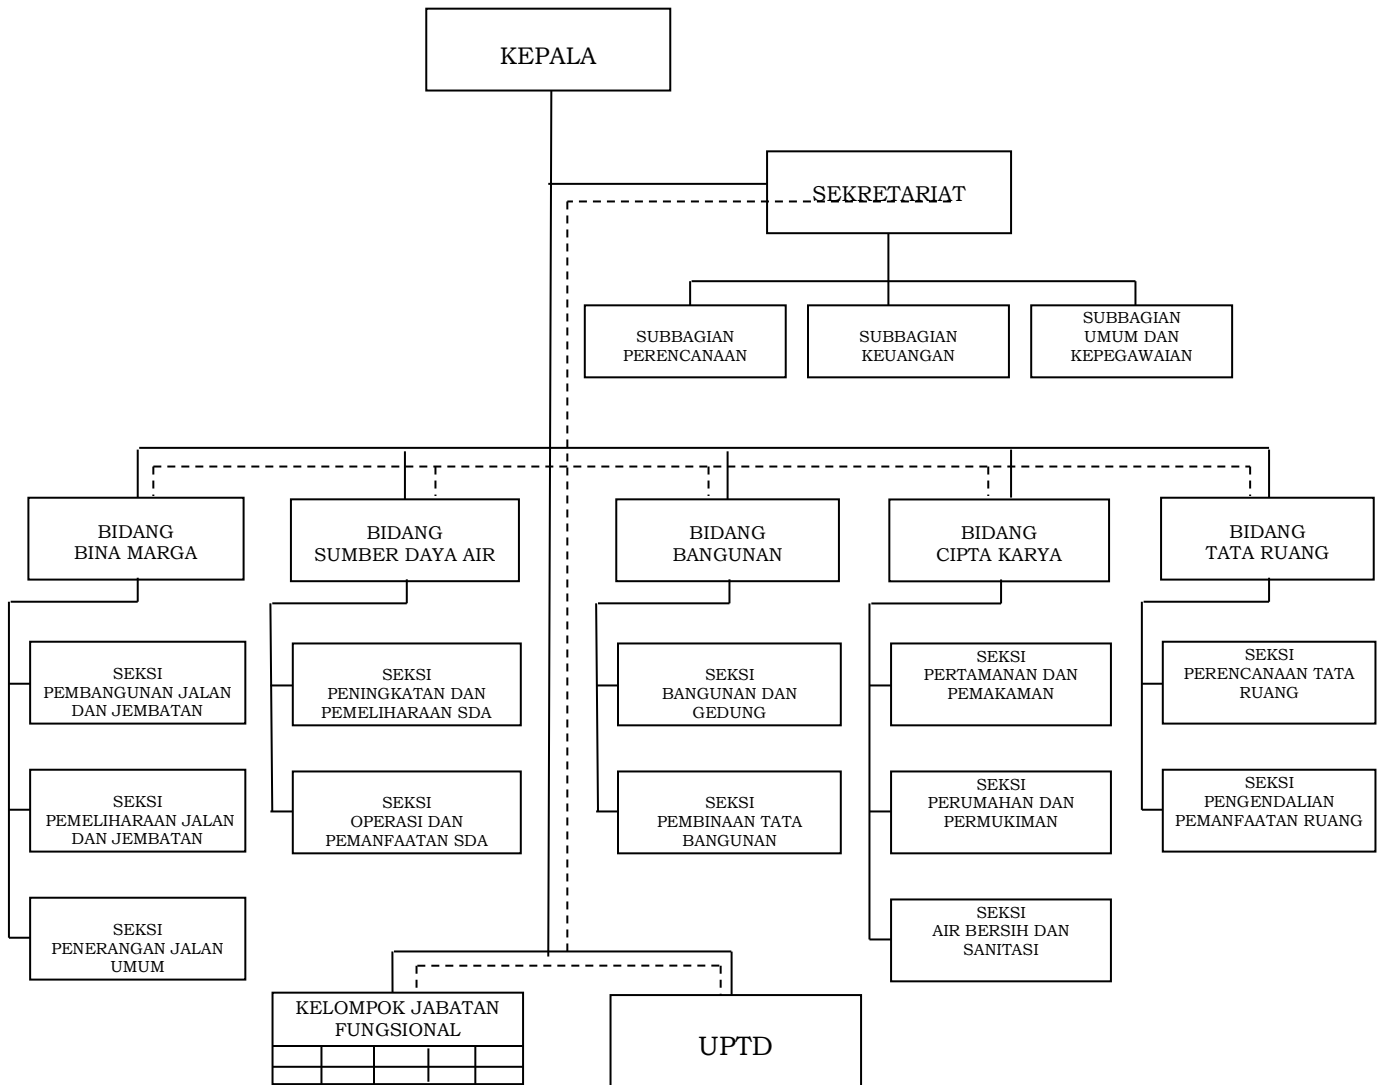 KEPALA
SEKRETARIAT
SUBBAGIAN
PERENCANAAN
SUBBAGIAN
KEUANGAN
SUBBAGIAN
UMUM DAN
KEPEGAWAIAN
BIDANG
BINA MARGA
BIDANG
SUMBER DAYA AIR
BIDANG
BANGUNAN
BIDANG
CIPTA KARYA
BIDANG
TATA RUANG
SEKSI
PEMBANGUNAN JALAN
DAN JEMBATAN
SEKSI
PENINGKATAN DAN
PEMELIHARAAN SDA
SEKSI
BANGUNAN DAN
GEDUNG
SEKSI
PERTAMANAN DAN
PEMAKAMAN
SEKSI
PERENCANAAN TATA
RUANG
SEKSI
PEMELIHARAAN JALAN
DAN JEMBATAN
SEKSI
OPERASI DAN
PEMANFAATAN SDA
SEKSI
PEMBINAAN TATA
BANGUNAN
SEKSI
PERUMAHAN DAN
PERMUKIMAN
SEKSI
PENGENDALIAN
PEMANFAATAN RUANG
SEKSI
PENERANGAN JALAN
UMUM
SEKSI
AIR BERSIH DAN
SANITASI
KELOMPOK JABATAN
FUNGSIONAL
UPTD